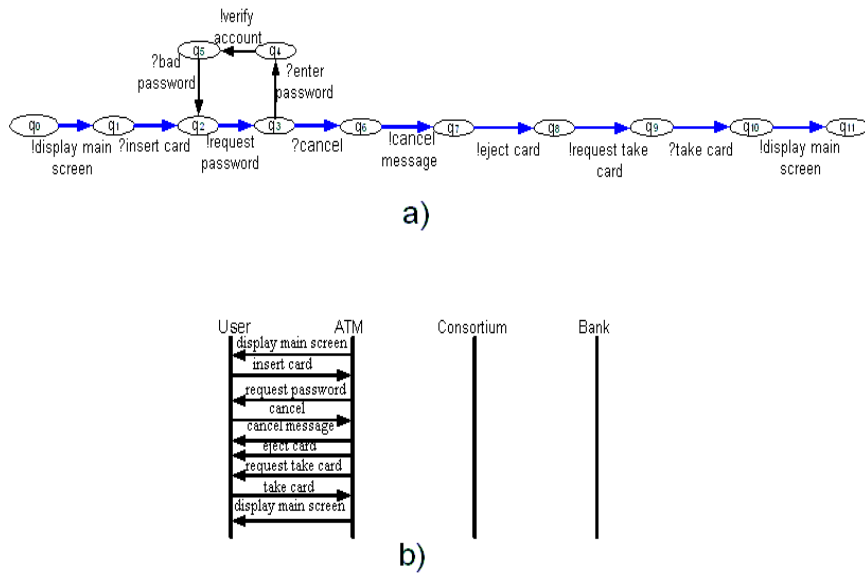 !verify
account
q5
q4
?bad
password
?enter
password
q0
q1
q2
q3
q6
q7
q8
q9
q10
q11
!display main
screen
?insert card
!request
password
?cancel
!cancel
message
!eject card
!request take
card
?take card
!display main
screen
a)
User
ATM
Consortium
Bank
display main screen
insert card
request password
cancel
cancel message
eject card
request take card
take card
display main screen
b)